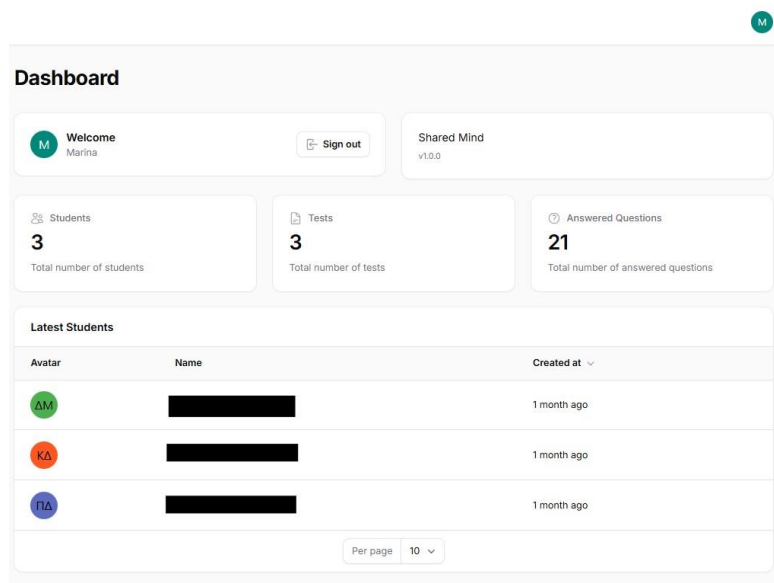 M
Dashboard
M Welcome
Marina
Sign out
Shared Mind
v1.0.0
Students
3
Total number of students
Tests
3
Total number of tests
Answered Questions
21
Total number of answered questions
Latest Students
Avatar Name Created at
ΔΜ 1 month ago
ΚΔ 1 month ago
ΠΔ 1 month ago
Per page 10